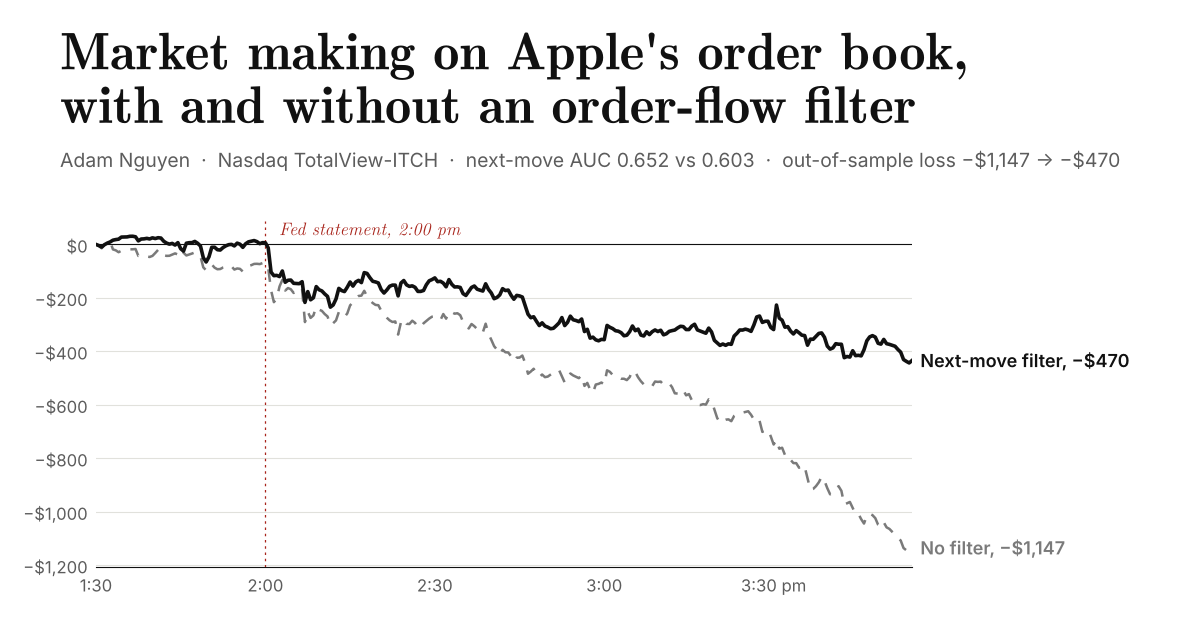 Market making on Apple's order book,
with and without an order-flow filter
Adam Nguyen · Nasdaq TotalView-ITCH · next-move AUC 0.652 vs 0.603 · out-of-sample loss −$1,147 → −$470
Fed statement, 2:00 pm
$0
−$200
−$400
Next-move filter, −$470
−$600
−$800
−$1,000
No filter, −$1,147
−$1,200
1:30 2:00 2:30 3:00 3:30 pm